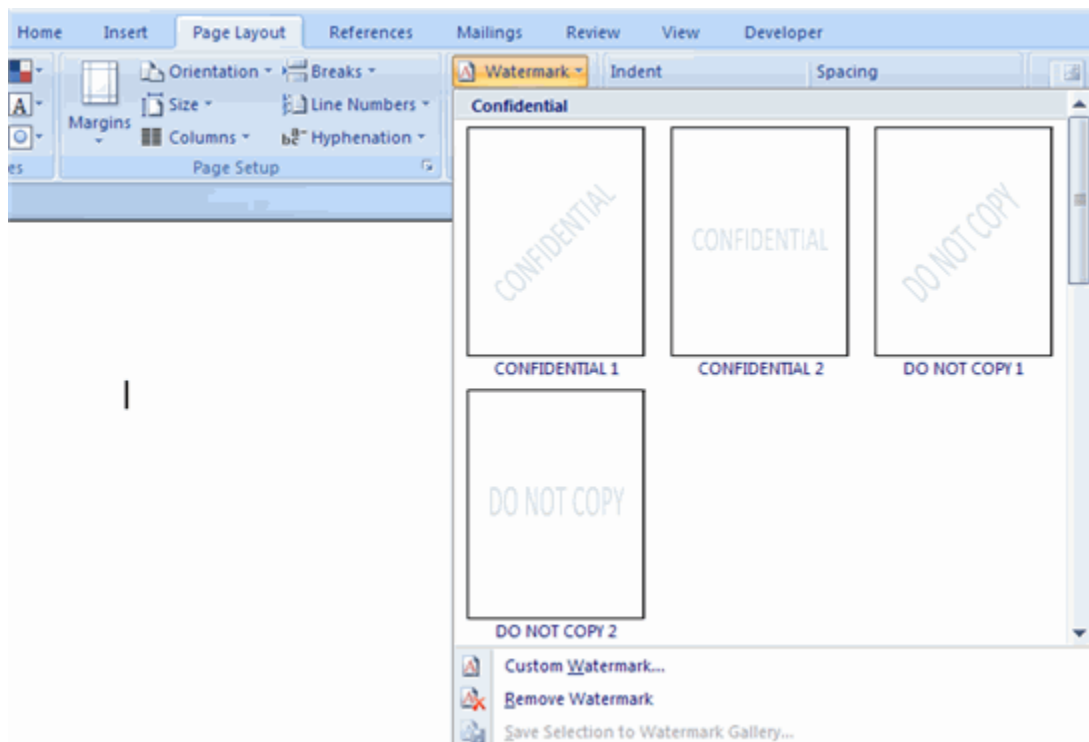 Home Insert Page Layout References Mailings Review View Developer
Orientation Breaks Watermark Indent Spacing
A Size Line Numbers
Margins
Columns Hyphenation
es Page Setup
Confidential
CONFIDENTIAL CONFIDENTIAL DO NOT COPY
CONFIDENTIAL 1 CONFIDENTIAL 2 DO NOT COPY 1
DO NOT COPY
DO NOT COPY 2
Custom Watermark...
Remove Watermark
Save Selection to Watermark Gallery...